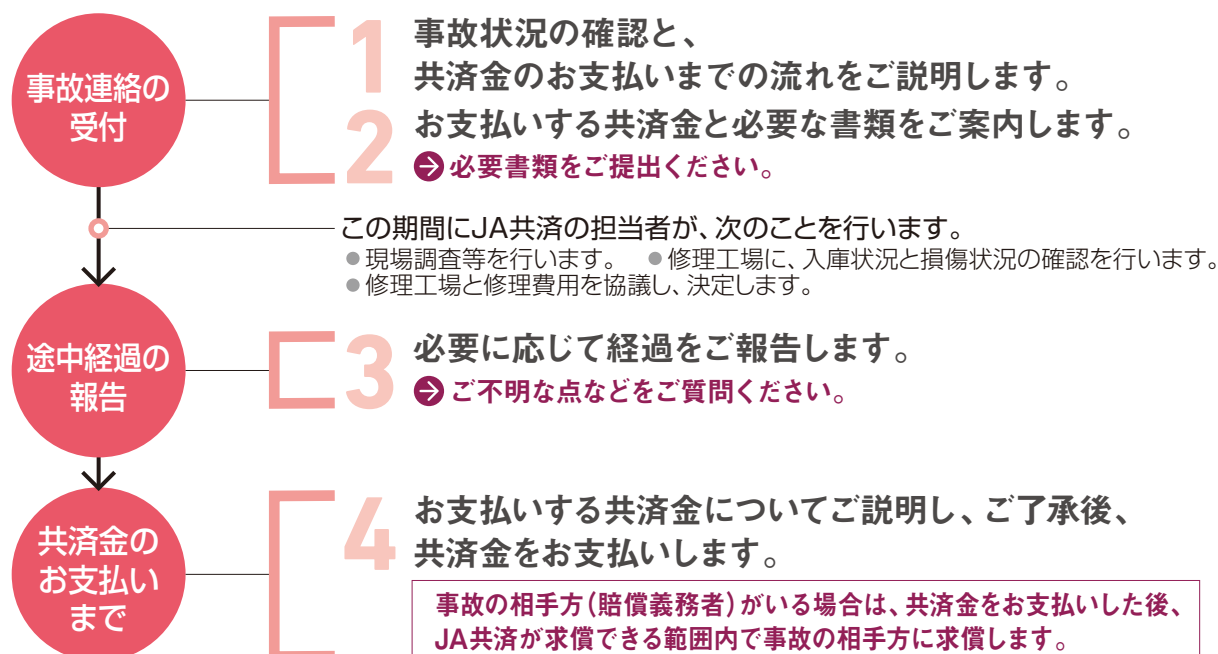 事故連絡の
受付
1
事故状況の確認と、
共済金のお支払いまでの流れをご説明します。
2
お支払いする共済金と必要な書類をご案内します。
必要書類をご提出ください。
この期間にJA共済の担当者が、次のことを行います。
●現場調査等を行います。 ●修理工場に、入庫状況と損傷状況の確認を行います。
●修理工場と修理費用を協議し、決定します。
途中経過の
報告
3
必要に応じて経過をご報告します。
ご不明な点などをご質問ください。
共済金の
お支払い
まで
4
お支払いする共済金についてご説明し、ご了承後、
共済金をお支払いします。
事故の相手方(賠償義務者)がいる場合は、共済金をお支払いした後、
JA共済が求償できる範囲内で事故の相手方に求償します。